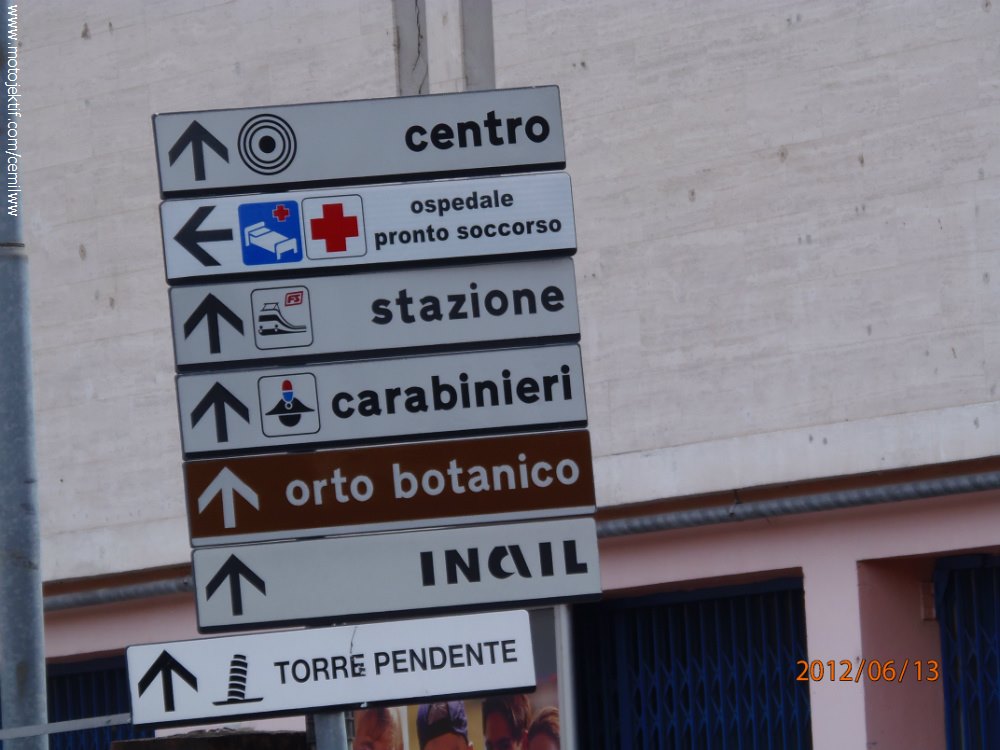 www.motojektif.com/cemilww
centro
ospedale
pronto soccorso
FS
stazione
carabinieri
orto botanico
INAIL
TORRE PENDENTE
2012/06/13